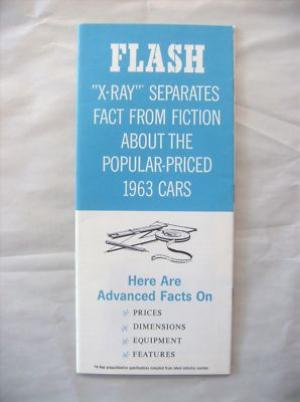 FLASH
"X-RAY" SEPARATES
FACT FROM FICTION
ABOUT THE
POPULAR-PRICED
1963 CARS
Here Are
Advanced Facts On
PRICES
DIMENSIONS
EQUIPMENT
FEATURES